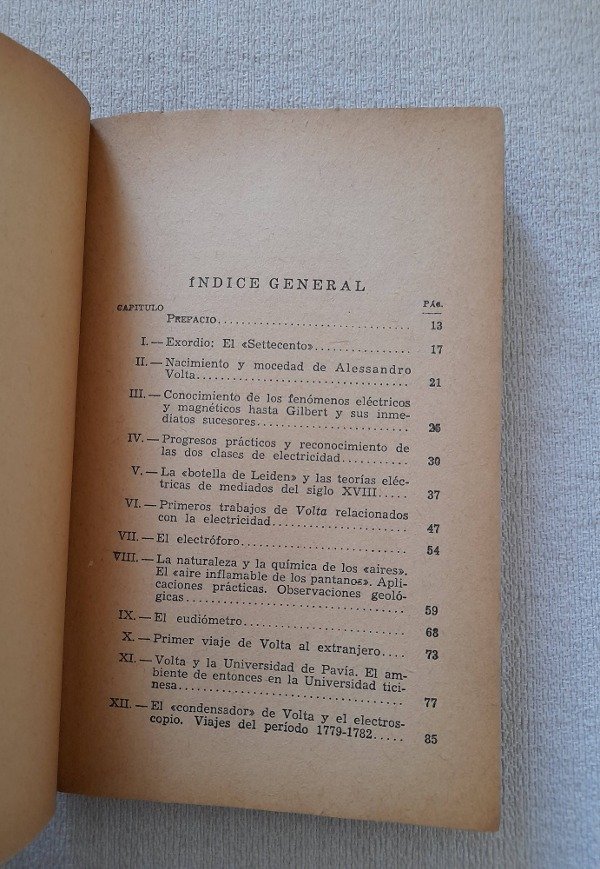 ÍNDICE GENERAL
CAPITULO PÁG.
PREFACIO 13
I. — Exordio: El «Settecento» 17
II. — Nacimiento y mocedad de Alessandro
Volta 21
III. — Conocimiento de los fenómenos eléctricos
y magnéticos hasta Gilbert y sus inme-
diatos sucesores 25
IV. — Progresos prácticos y reconocimiento de
las dos clases de electricidad 30
V. — La «botella de Leiden» y las teorías eléc-
tricas de mediados del siglo XVIII 37
VI. — Primeros trabajos de Volta relacionados
con la electricidad 47
VII. — El electróforo 54
VIII. — La naturaleza y la química de los «aires».
El «aire inflamable de los pantanos». Apli-
caciones prácticas. Observaciones geoló-
gicas 59
IX. — El eudiómetro 68
X. — Primer viaje de Volta al extranjero 73
XI. — Volta y la Universidad de Pavía. El am-
biente de entonces en la Universidad tici-
nesa 77
XII. — El «condensador» de Volta y el electros-
copio. Viajes del período 1779-1782 85